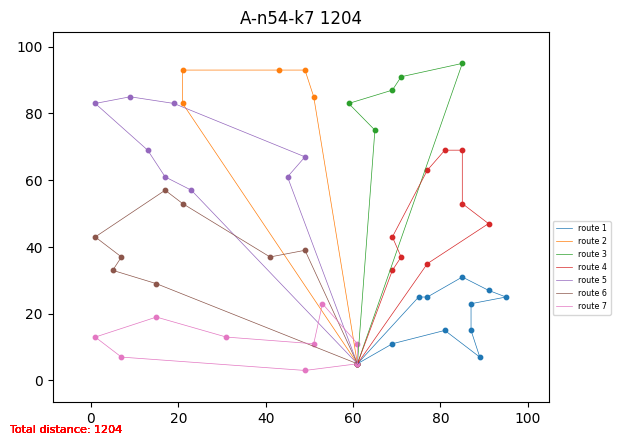 A-n54-k7 1204
100
80
60
40
20
0
0 20 40 60 80 100
route 1
route 2
route 3
route 4
route 5
route 6
route 7
Total distance: 1204